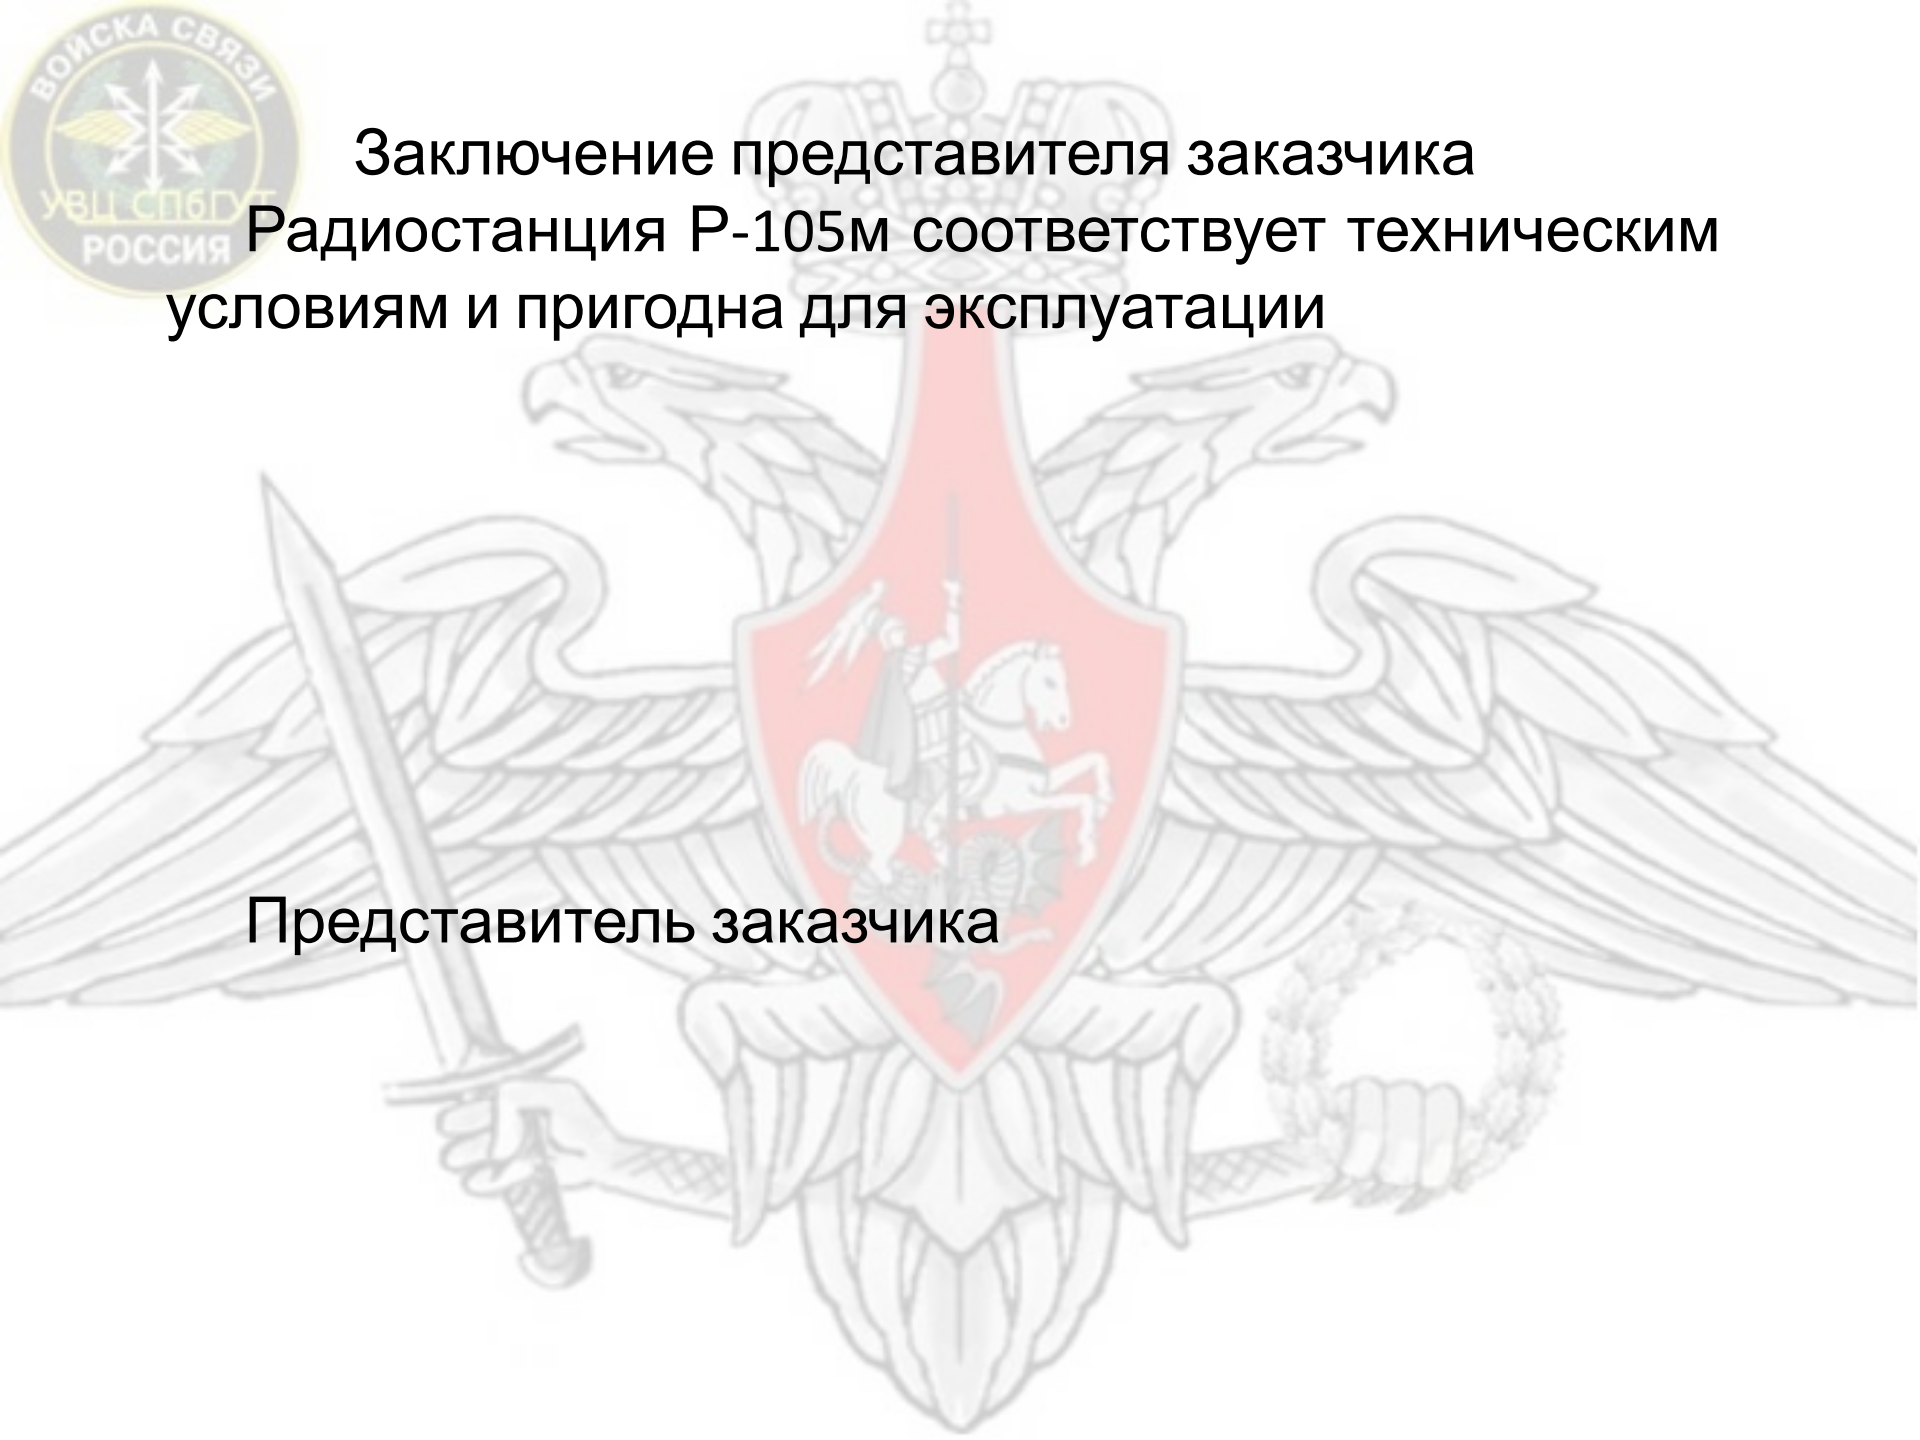 ВОЙСКА СВЯЗИ
УВЦ СПбГУТ
РОССИЯ
Заключение представителя заказчика
Радиостанция Р-105м соответствует техническим
условиям и пригодна для эксплуатации
Представитель заказчика